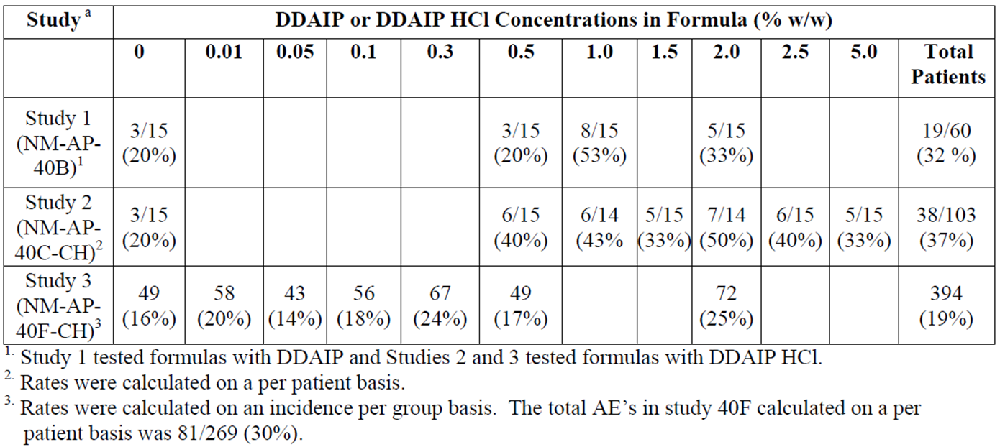 Study a DDAIP or DDAIP HCl Concentrations in Formula (% w/w)
0 0.01 0.05 0.1 0.3 0.5 1.0 1.5 2.0 2.5 5.0 Total
Patients
Study 1
(NM-AP-
40B)1
3/15 3/15 8/15 5/15 19/60
(20%) (20%) (53%) (33%) (32 %)
Study 2
(NM-AP-
40C-CH)2
3/15 6/15 6/14 5/15 7/14 6/15 5/15 38/103
(20%) (40%) (43% (33%) (50%) (40%) (33%) (37%)
Study 3
(NM-AP-
40F-CH)3
49 58 43 56 67 49 72 394
(16%) (20%) (14%) (18%) (24%) (17%) (25%) (19%)
1. Study 1 tested formulas with DDAIP and Studies 2 and 3 tested formulas with DDAIP HCl.
2. Rates were calculated on a per patient basis.
3. Rates were calculated on an incidence per group basis. The total AE’s in study 40F calculated on a per
patient basis was 81/269 (30%).